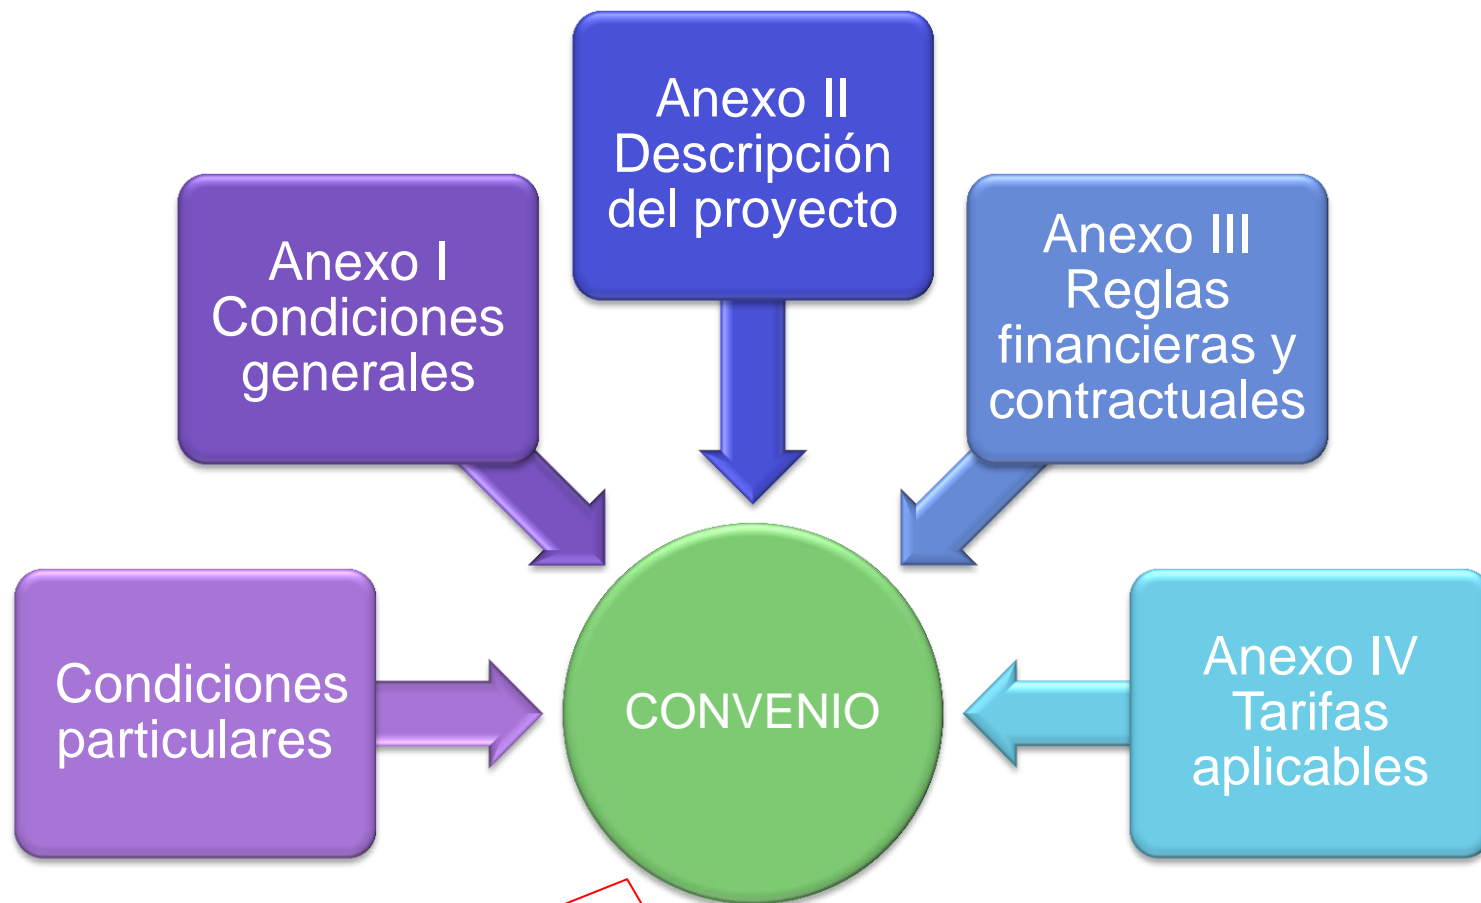 Anexo II
Descripción
del proyecto
Anexo I
Condiciones
generales
Anexo III
Reglas
financieras y
contractuales
Condiciones
particulares
CONVENIO
Anexo IV
Tarifas
aplicables